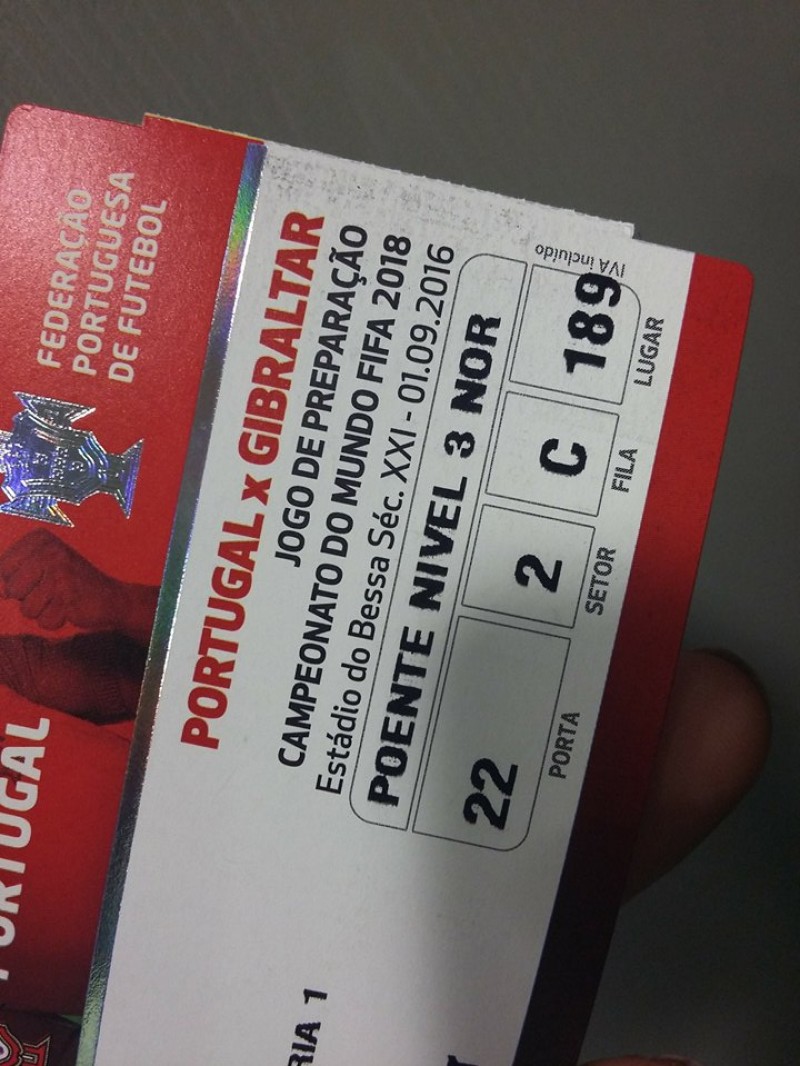 FEDERAÇÃO
PORTUGUESA
DE FUTEBOL
PORTUGAL
PORTUGAL x GIBRALTAR
JOGO DE PREPARAÇÃO
CAMPEONATO DO MUNDO FIFA 2018
Estádio do Bessa Séc. XXI - 01.09.2016
POENTE NIVEL 3 NOR
22 2 C 189
PORTA SETOR FILA LUGAR
IVA incluído
RIA 1